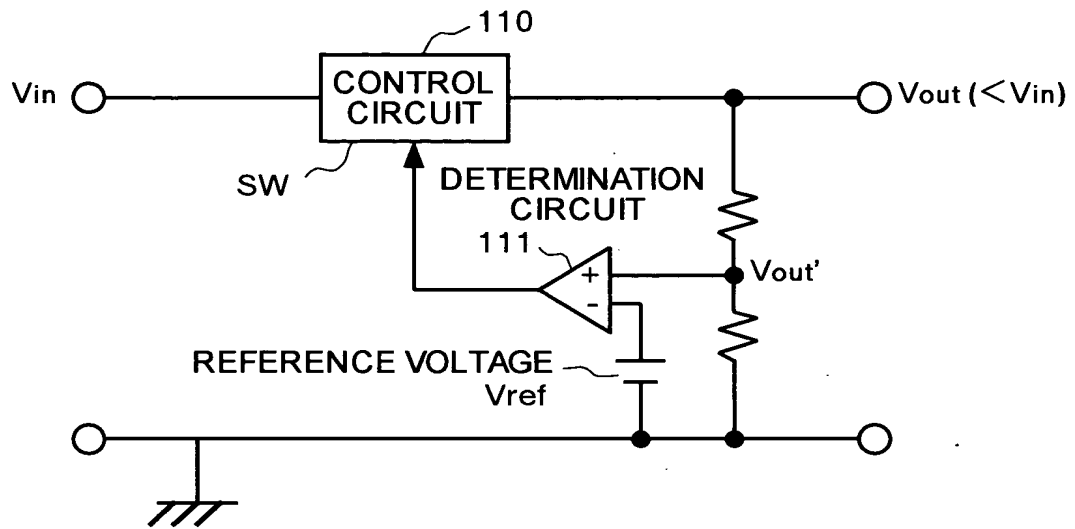 110
Vin
CONTROL
CIRCUIT
Vout (<Vin)
SW
DETERMINATION
CIRCUIT
111
+
-
Vout'
REFERENCE VOLTAGE
Vref